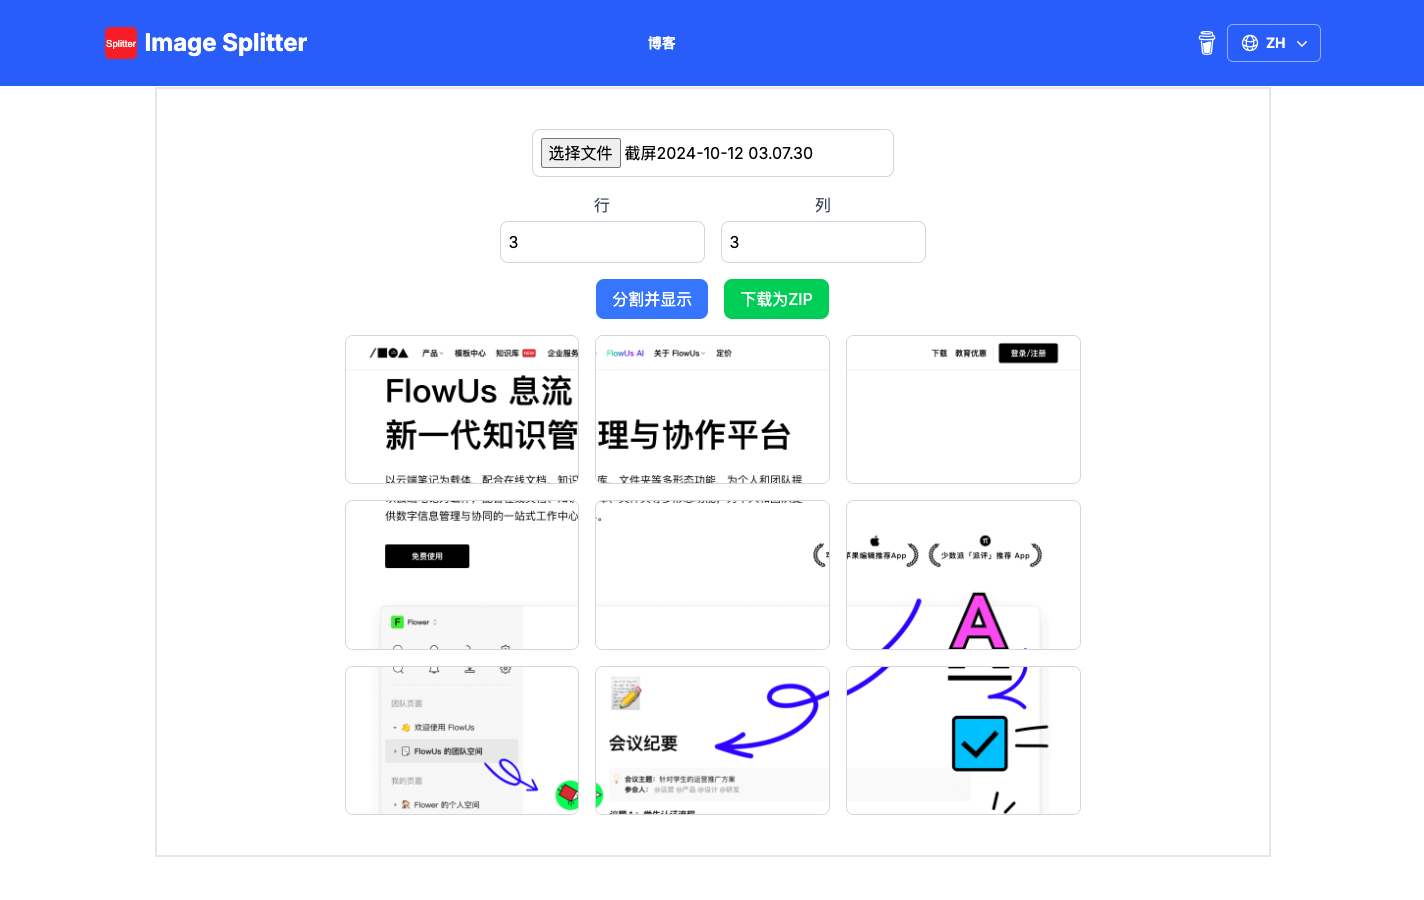 Splitter Image Splitter
博客
ZH
选择文件 截屏2024-10-12 03.07.30
行
列
3
3
分割并显示
下载为ZIP
产品 模板中心 知识库 NEW 企业服务
FlowUs 息流
新一代知识管
以云端笔记为载体，配合在线文档、知识
FlowUs AI 关于 FlowUs 定价
理与协作平台
库、文件夹等多形态功能，为个人和团队提
下载 教育优惠 登录/注册
供数字信息管理与协同的一站式工作中心
免费使用
F Flower
。
苹果编辑推荐App
少数派「派评」推荐 App
A
团队页面
欢迎使用 FlowUs
FlowUs 的团队空间
我的页面
Flower 的个人空间
会议纪要
会议主题：针对学生的运营推广方案
参会人：@运营 @产品 @设计 @研发